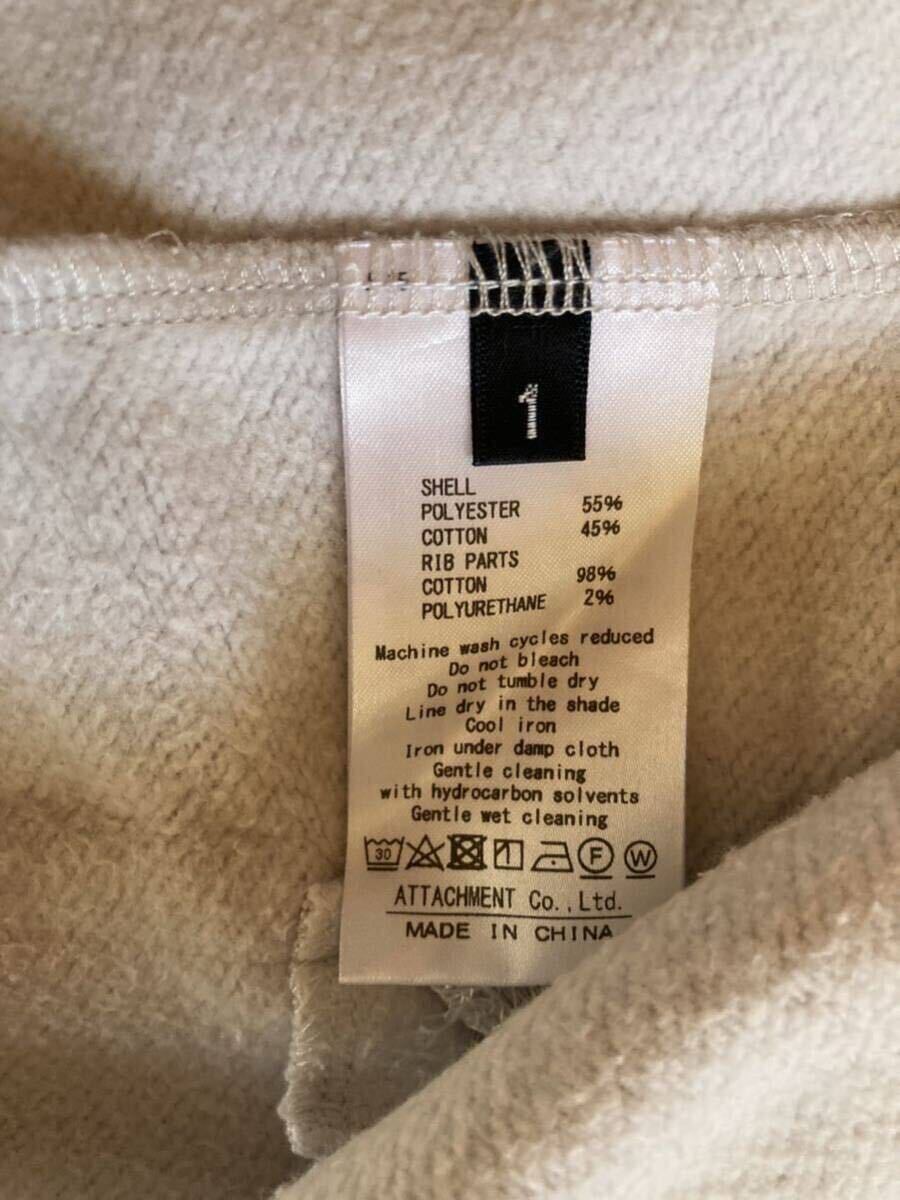 1
SHELL
POLYESTER 55%
COTTON 45%
RIB PARTS
COTTON 98%
POLYURETHANE 2%
Machine wash cycles reduced
Do not bleach
Do not tumble dry
Line dry in the shade
Cool iron
Iron under damp cloth
Gentle cleaning
with hydrocarbon solvents
Gentle wet cleaning
30 F W
ATTACHMENT Co.,Ltd.
MADE IN CHINA